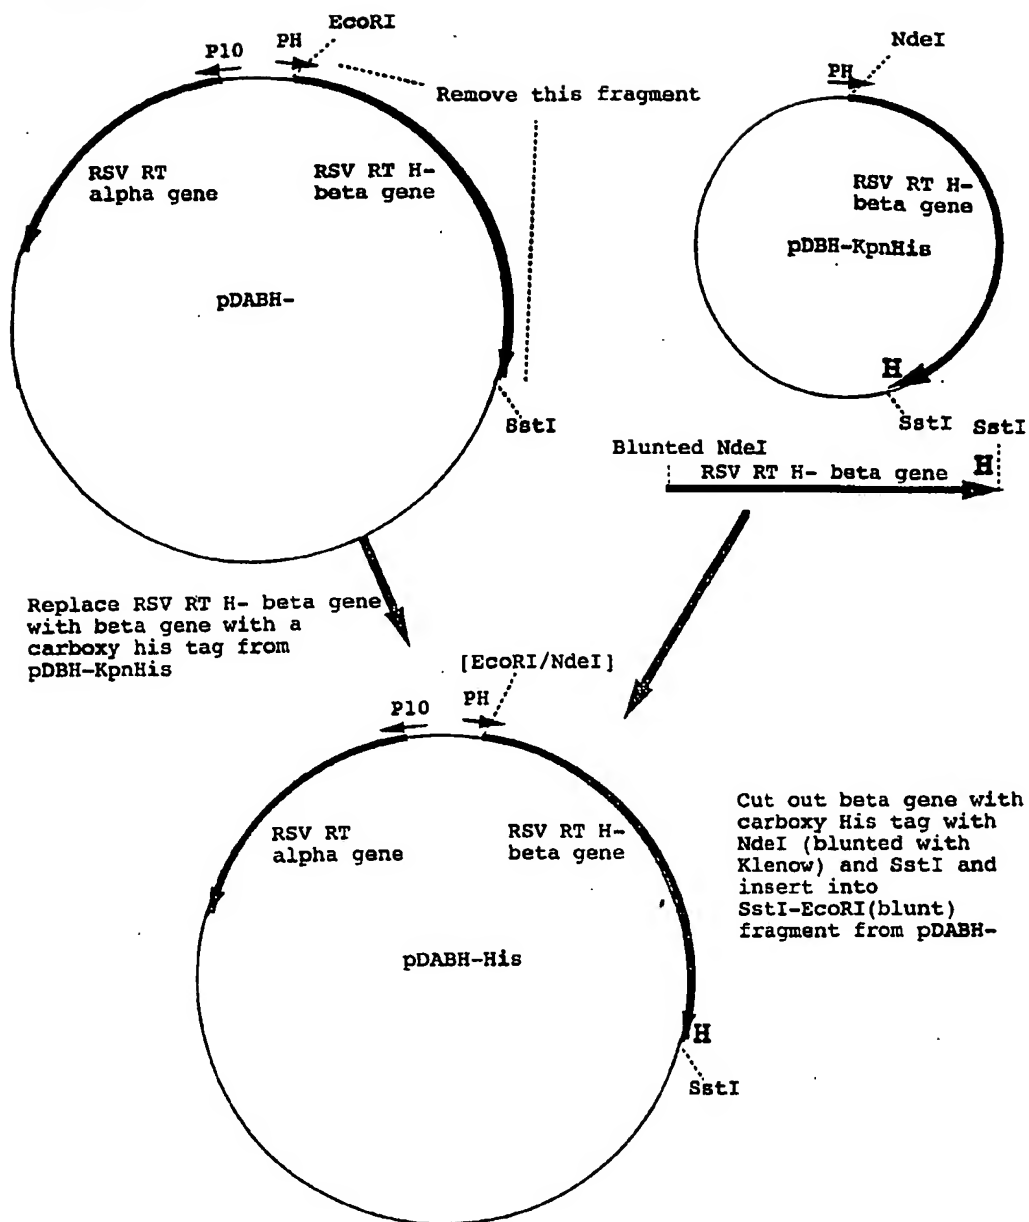 EcoRI
P10
PH
Remove this fragment
RSV RT
alpha gene
RSV RT H-
beta gene
pDABH-
SstI
NdeI
PH
RSV RT H-
beta gene
pDBH-KpnHis
H
SstI
SstI
Blunted NdeI
H
RSV RT H- beta gene
Replace RSV RT H- beta gene
with beta gene with a
carboxy his tag from
pDBH-KpnHis
[EcoRI/NdeI]
P10
PH
RSV RT
alpha gene
RSV RT H-
beta gene
pDABH-His
H
SstI
Cut out beta gene with
carboxy His tag with
NdeI (blunted with
Klenow) and SstI and
insert into
SstI-EcoRI(blunt)
fragment from pDABH-